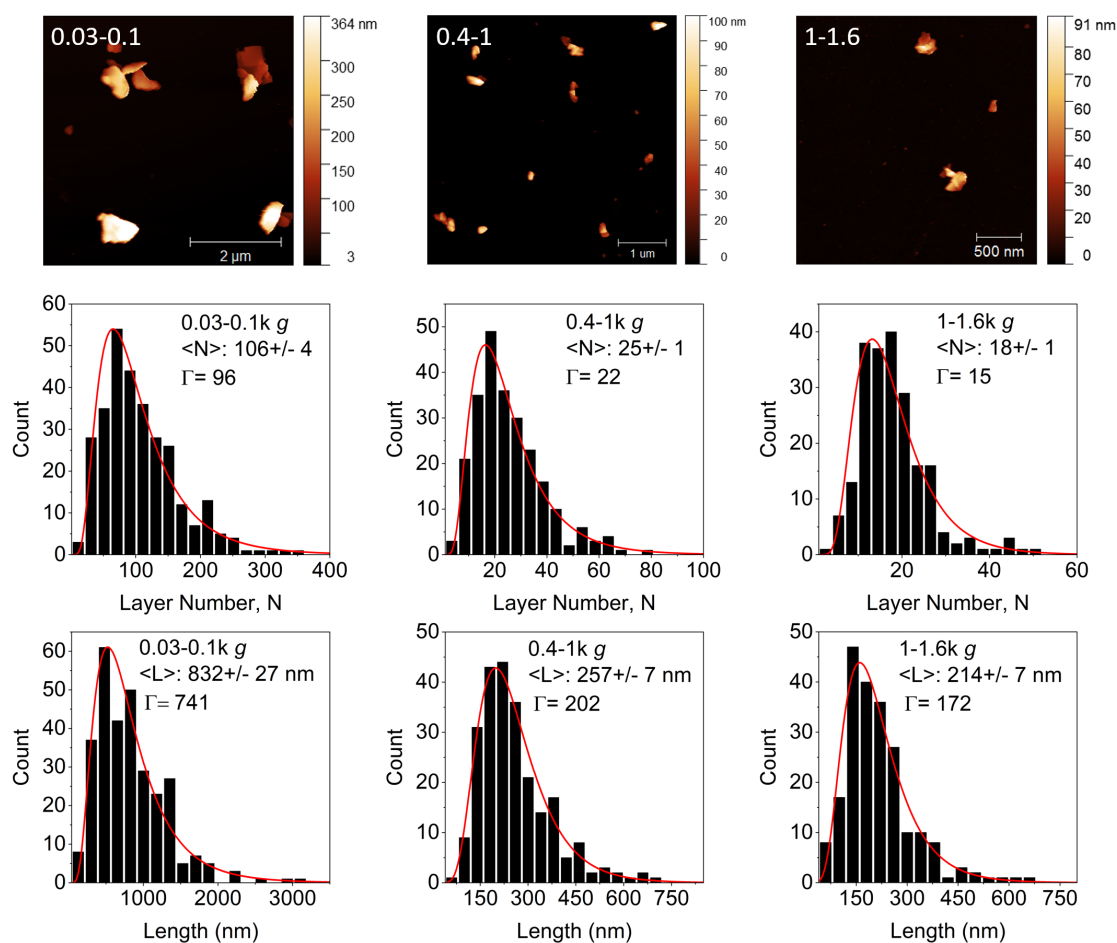 0.03-0.1
364 nm
300
250
200
150
100
3
2 µm
0.4-1
100 nm
90
80
70
60
50
40
30
20
10
0
1 um
1-1.6
91 nm
80
70
60
50
40
30
20
10
0
500 nm
0.03-0.1k g
<N>: 106+/- 4
Γ= 96
Count
60
50
40
30
20
10
0
100 200 300 400
Layer Number, N
0.4-1k g
<N>: 25+/- 1
Γ= 22
Count
50
40
30
20
10
0
20 40 60 80 100
Layer Number, N
1-1.6k g
<N>: 18+/- 1
Γ= 15
Count
40
30
20
10
0
20 40 60
Layer Number, N
0.03-0.1k g
<L>: 832+/- 27 nm
Γ= 741
Count
60
50
40
30
20
10
0
1000 2000 3000
Length (nm)
0.4-1k g
<L>: 257+/- 7 nm
Γ= 202
Count
50
40
30
20
10
0
150 300 450 600 750
Length (nm)
1-1.6k g
<L>: 214+/- 7 nm
Γ= 172
Count
50
40
30
20
10
0
150 300 450 600 750
Length (nm)